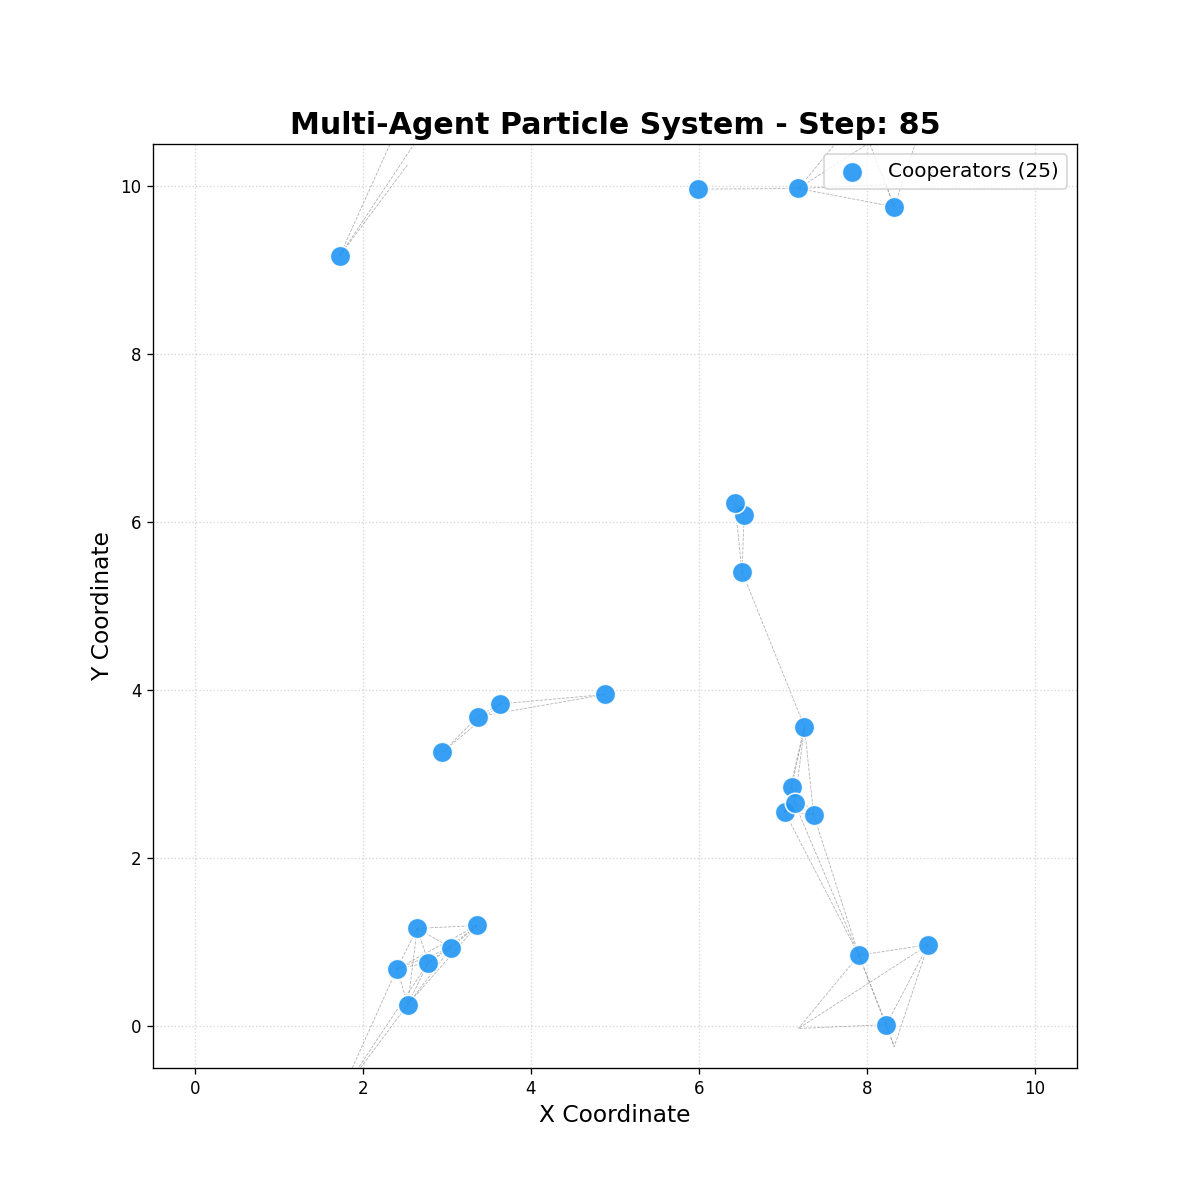 Multi-Agent Particle System - Step: 85
Cooperators (25)
10
8
6
4
2
0
Y Coordinate
0 2 4 6 8 10
X Coordinate